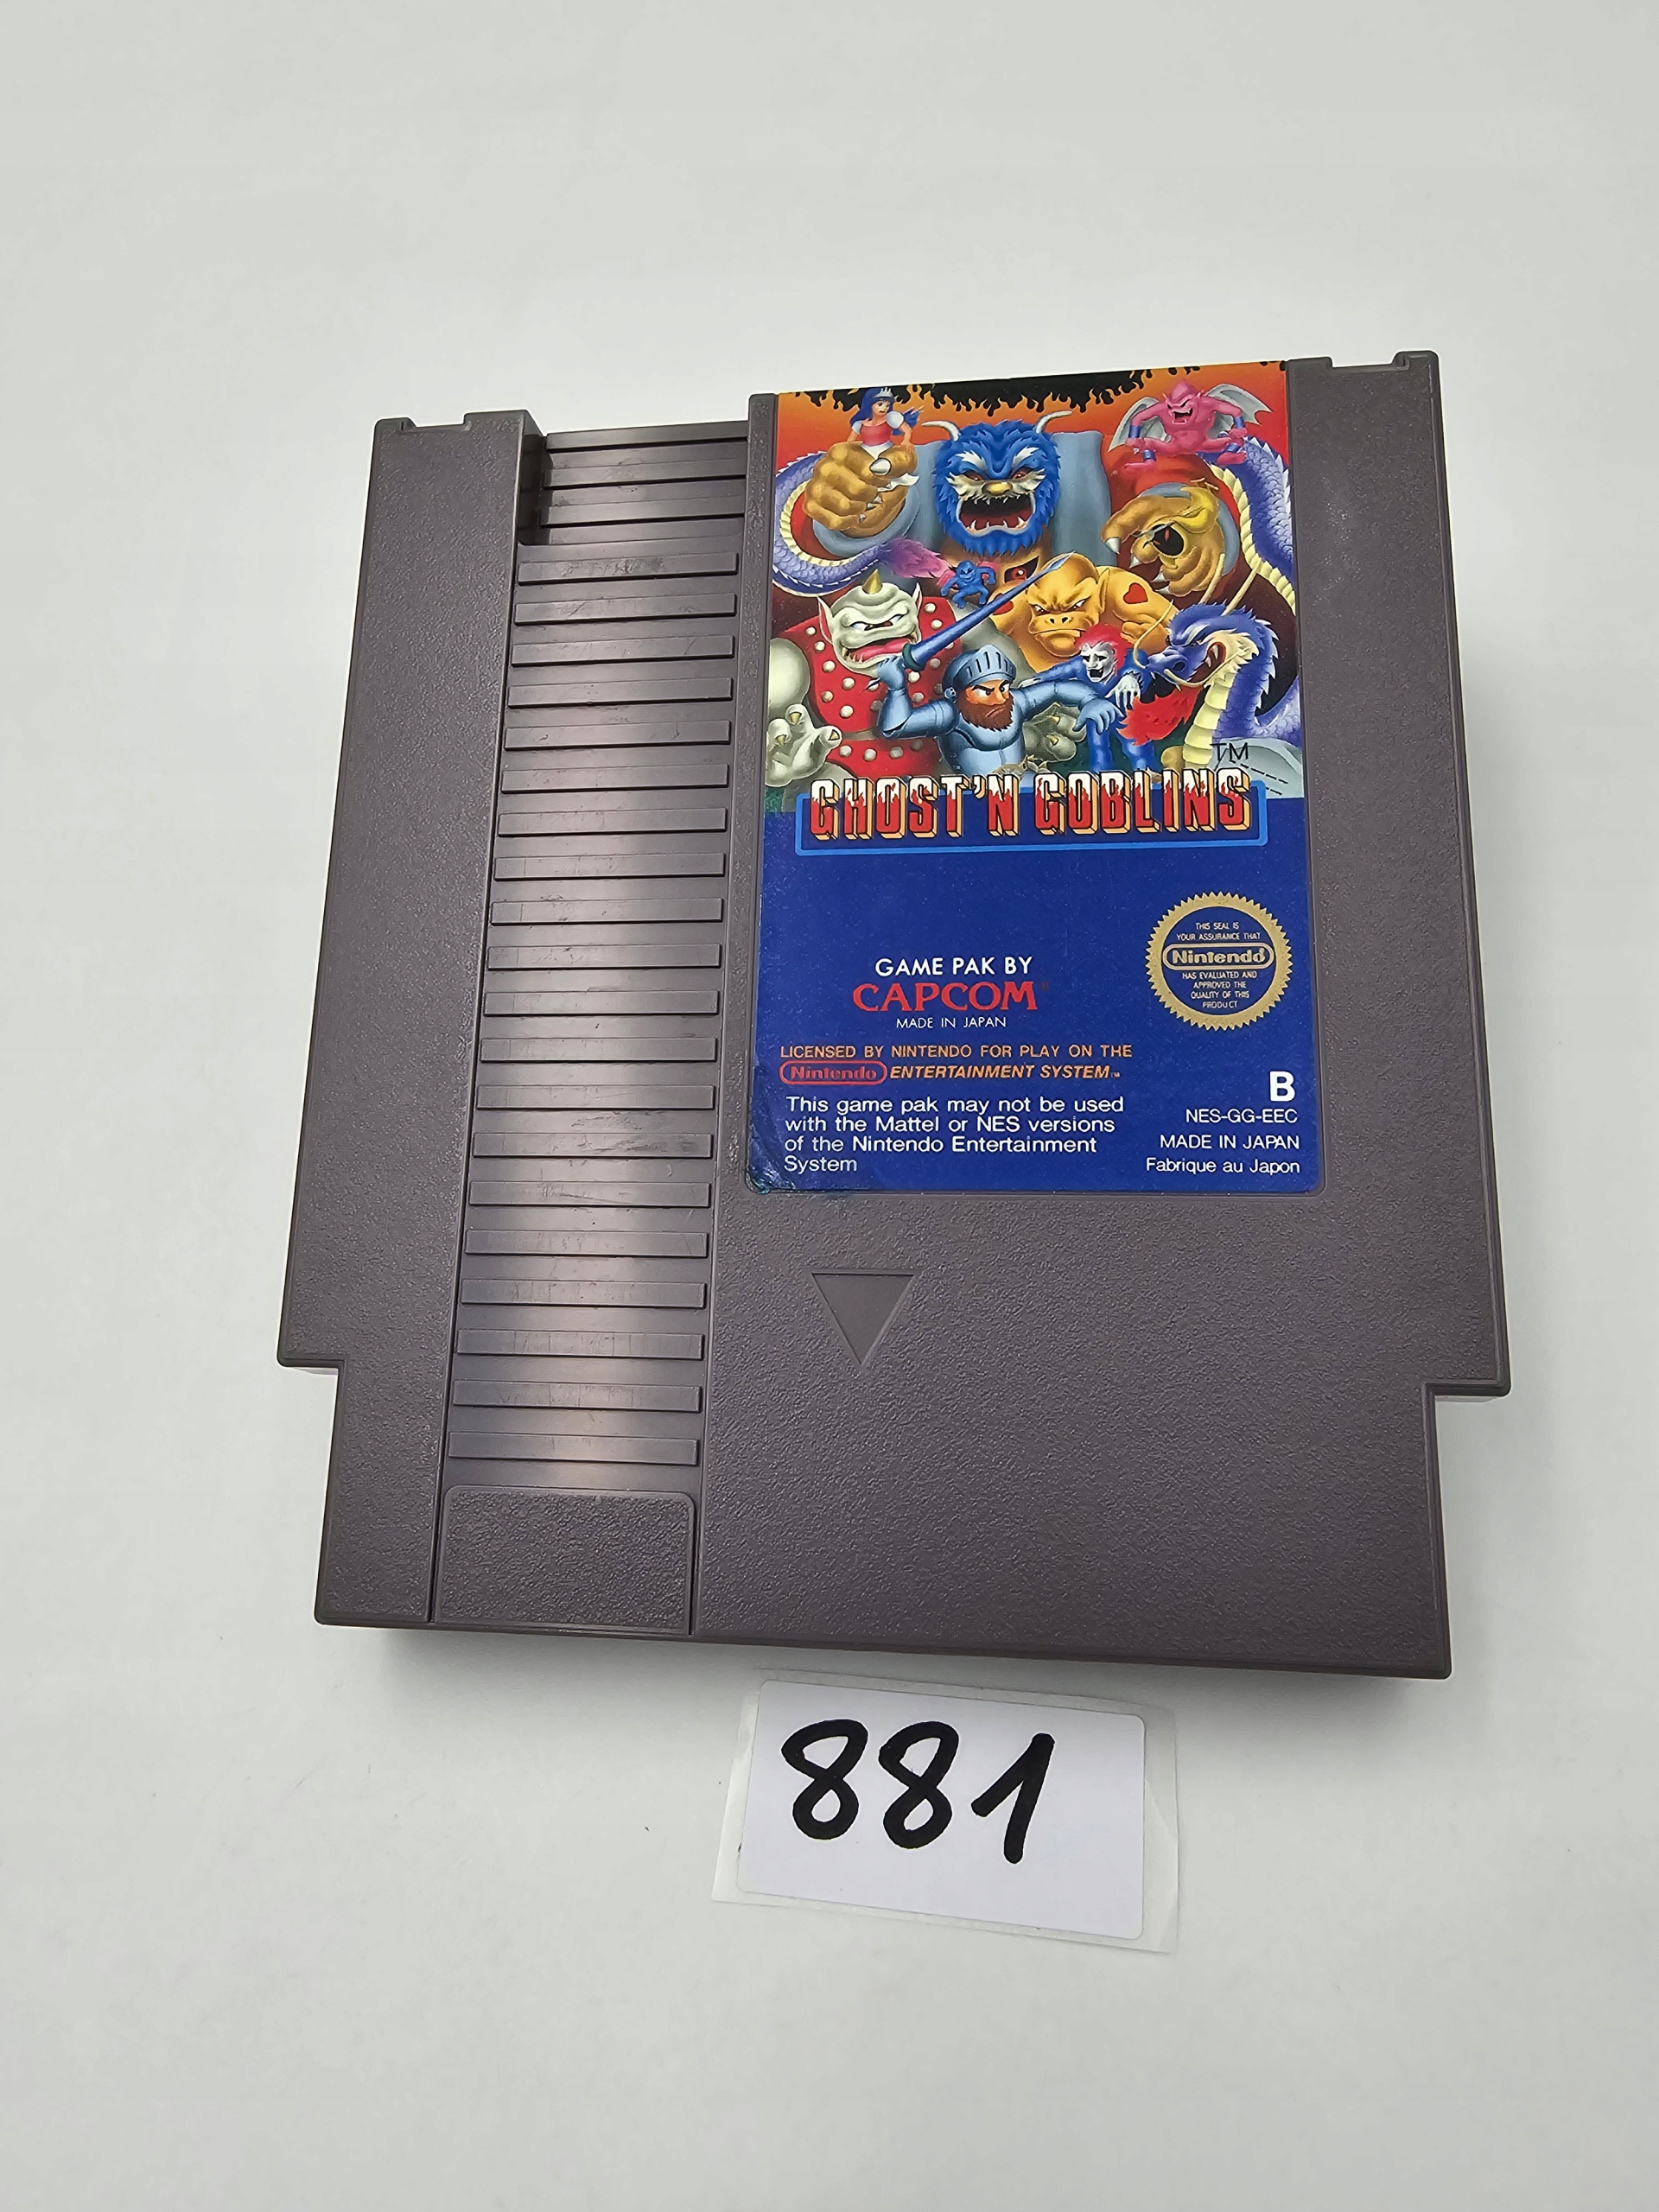 TM
GHOST'N GOBLINS
THIS SEAL IS
YOUR ASSURANCE THAT
Nintendo
HAS EVALUATED AND
APPROVED THE
QUALITY OF THIS
PRODUCT
GAME PAK BY
CAPCOM
MADE IN JAPAN
LICENSED BY NINTENDO FOR PLAY ON THE
Nintendo ENTERTAINMENT SYSTEM™
This game pak may not be used
with the Mattel or NES versions
of the Nintendo Entertainment
System
B
NES-GG-EEC
MADE IN JAPAN
Fabrique au Japon
881